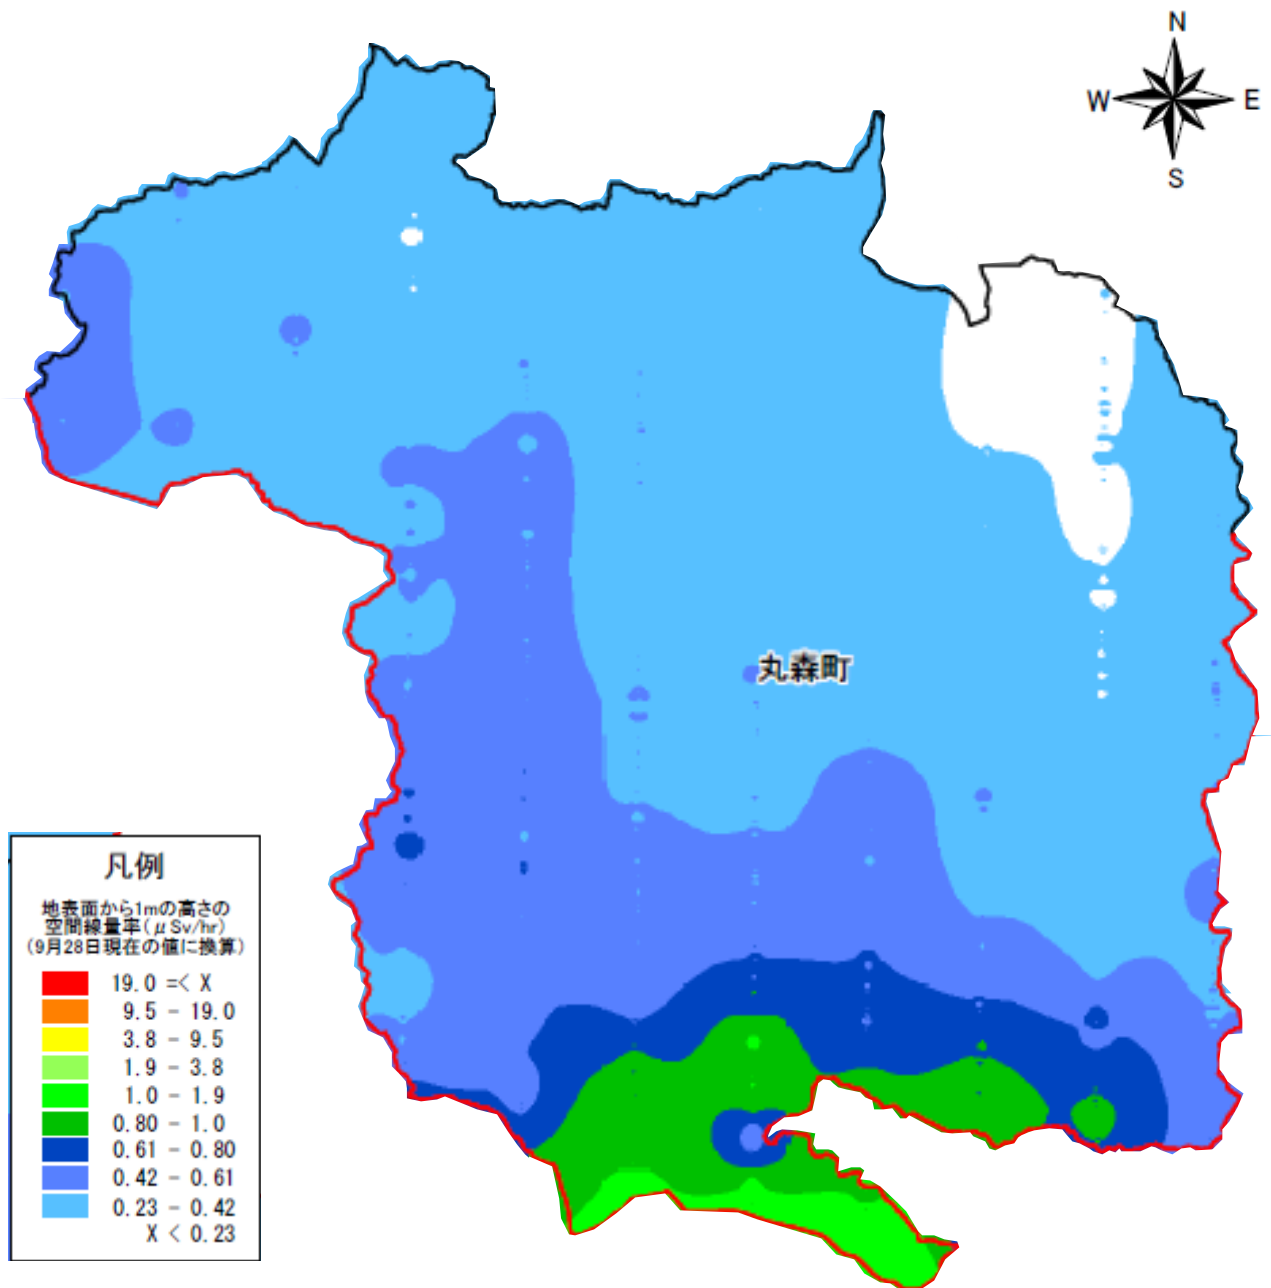 N
W E
S
丸森町
凡例
地表面から1mの高さの
空間線量率(μSv/hr)
(9月28日現在の値に換算)
19.0 =< X
9.5 - 19.0
3.8 - 9.5
1.9 - 3.8
1.0 - 1.9
0.80 - 1.0
0.61 - 0.80
0.42 - 0.61
0.23 - 0.42
X < 0.23